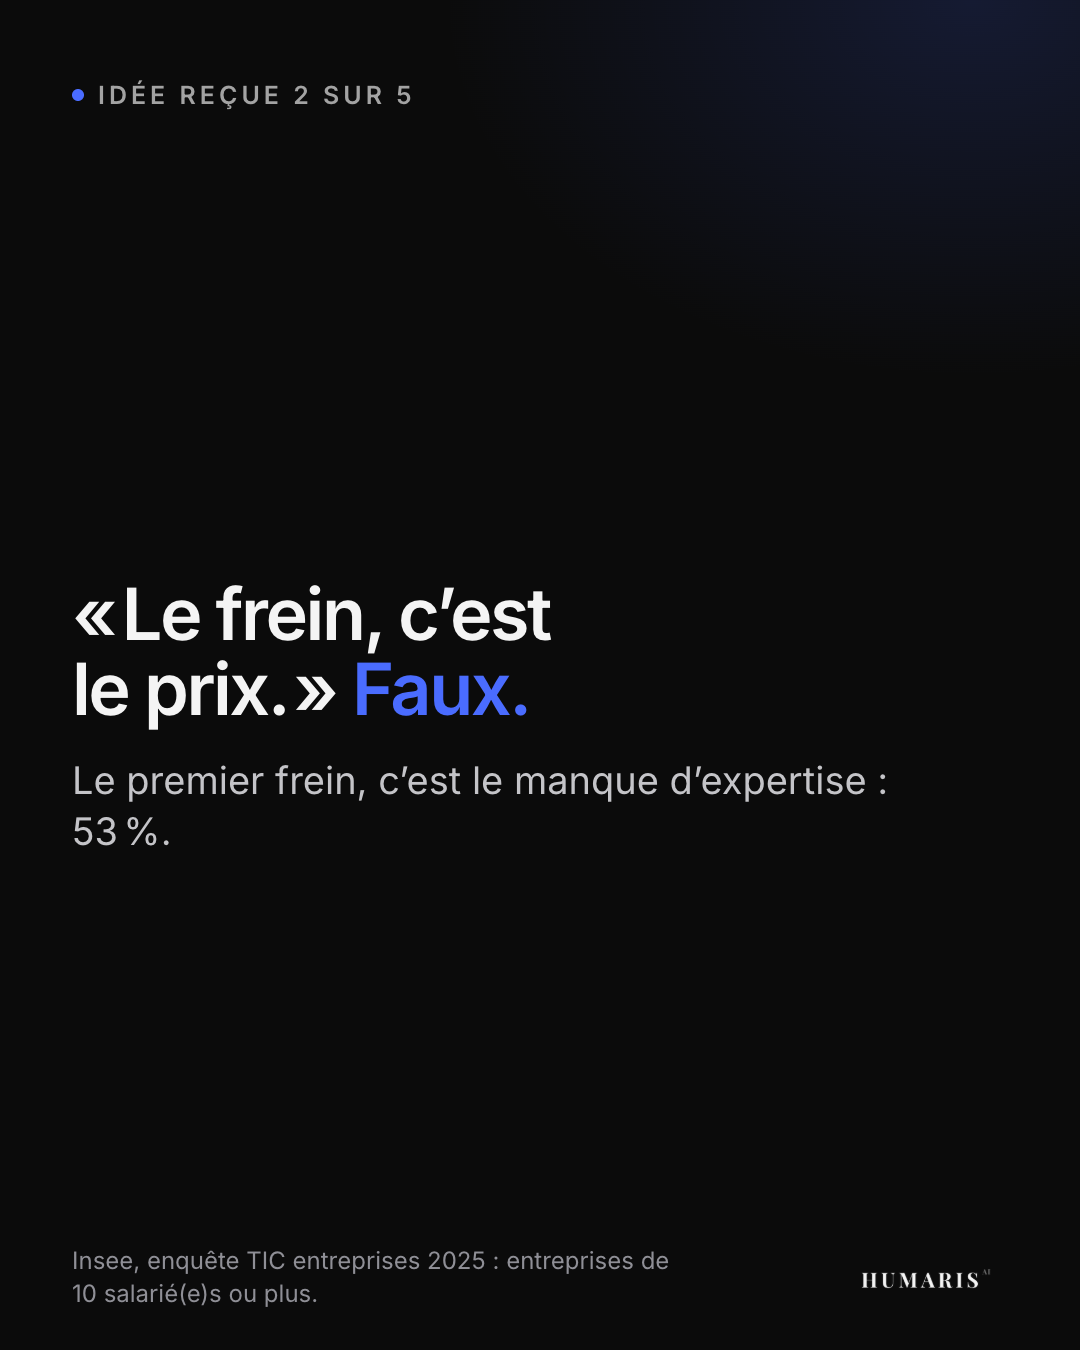 IDÉE REÇUE 2 SUR 5
« Le frein, c’est
le prix. » Faux.
Le premier frein, c’est le manque d’expertise :
53 %.
Insee, enquête TIC entreprises 2025 : entreprises de
10 salarié(e)s ou plus.
HUMARIS AI